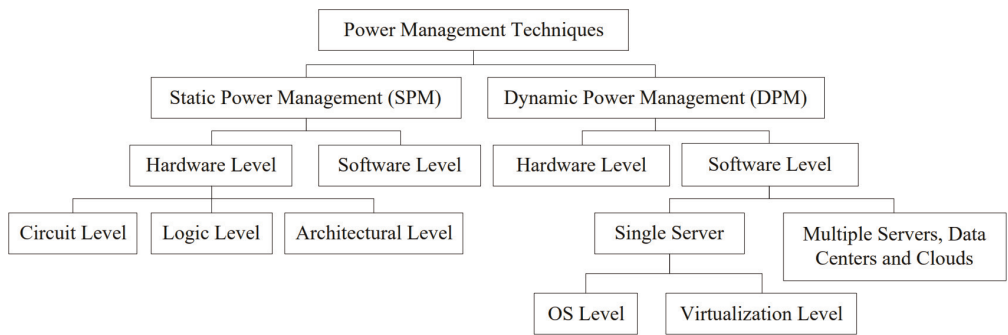 Power Management Techniques
Static Power Management (SPM)
Dynamic Power Management (DPM)
Hardware Level
Software Level
Hardware Level
Software Level
Circuit Level
Logic Level
Architectural Level
Single Server
Multiple Servers, Data
Centers and Clouds
OS Level
Virtualization Level